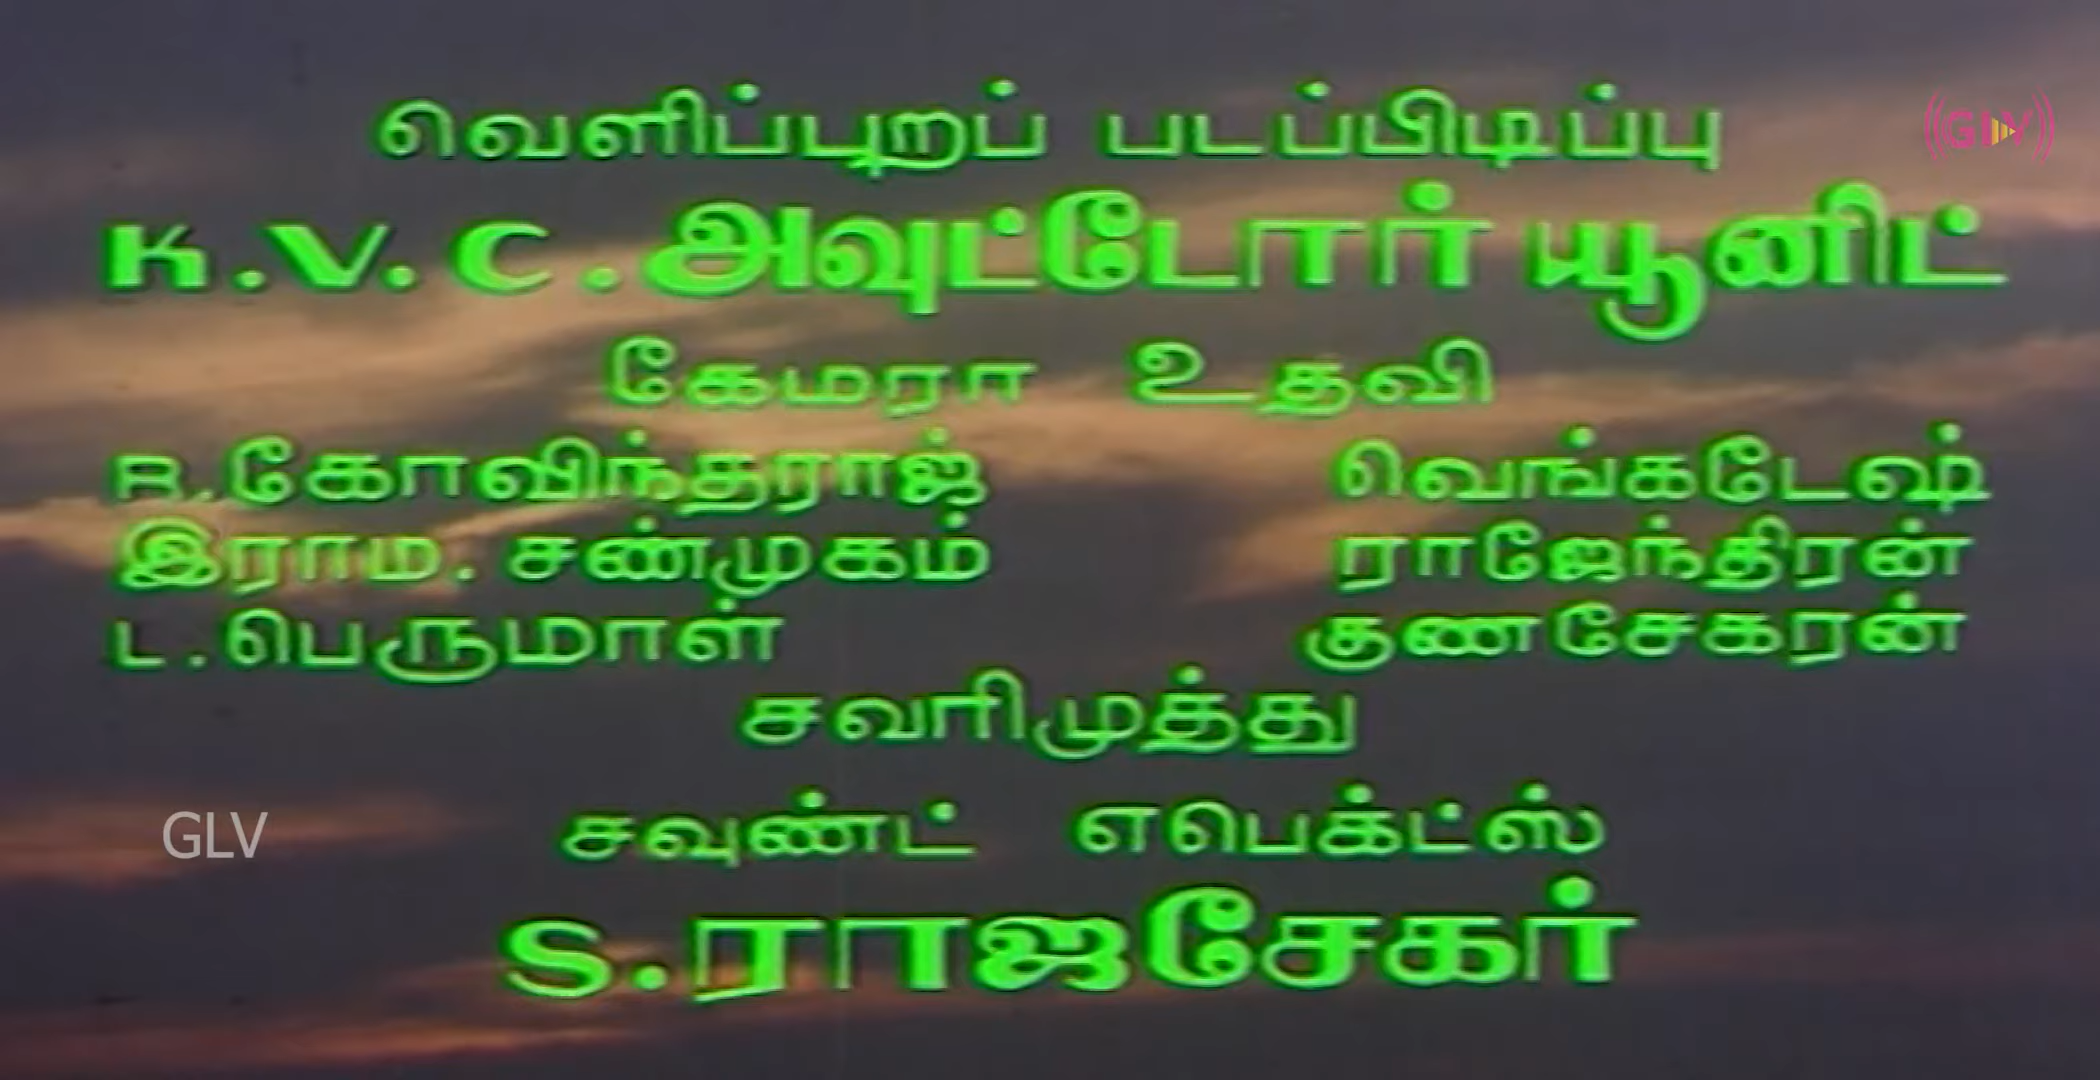 வெளிப்புறப் படப்பிடிப்பு
GLV
K.V.C.அவுட்டோர் யூனிட்
கேமரா உதவி
R.கோவிந்தராஜ் வெங்கடேஷ்
இராம.சண்முகம் ராஜேந்திரன்
L.பெருமாள் குணசேகரன்
சவரிமுத்து
GLV
சவுண்ட் எபெக்ட்ஸ்
S.ராஜசேகர்